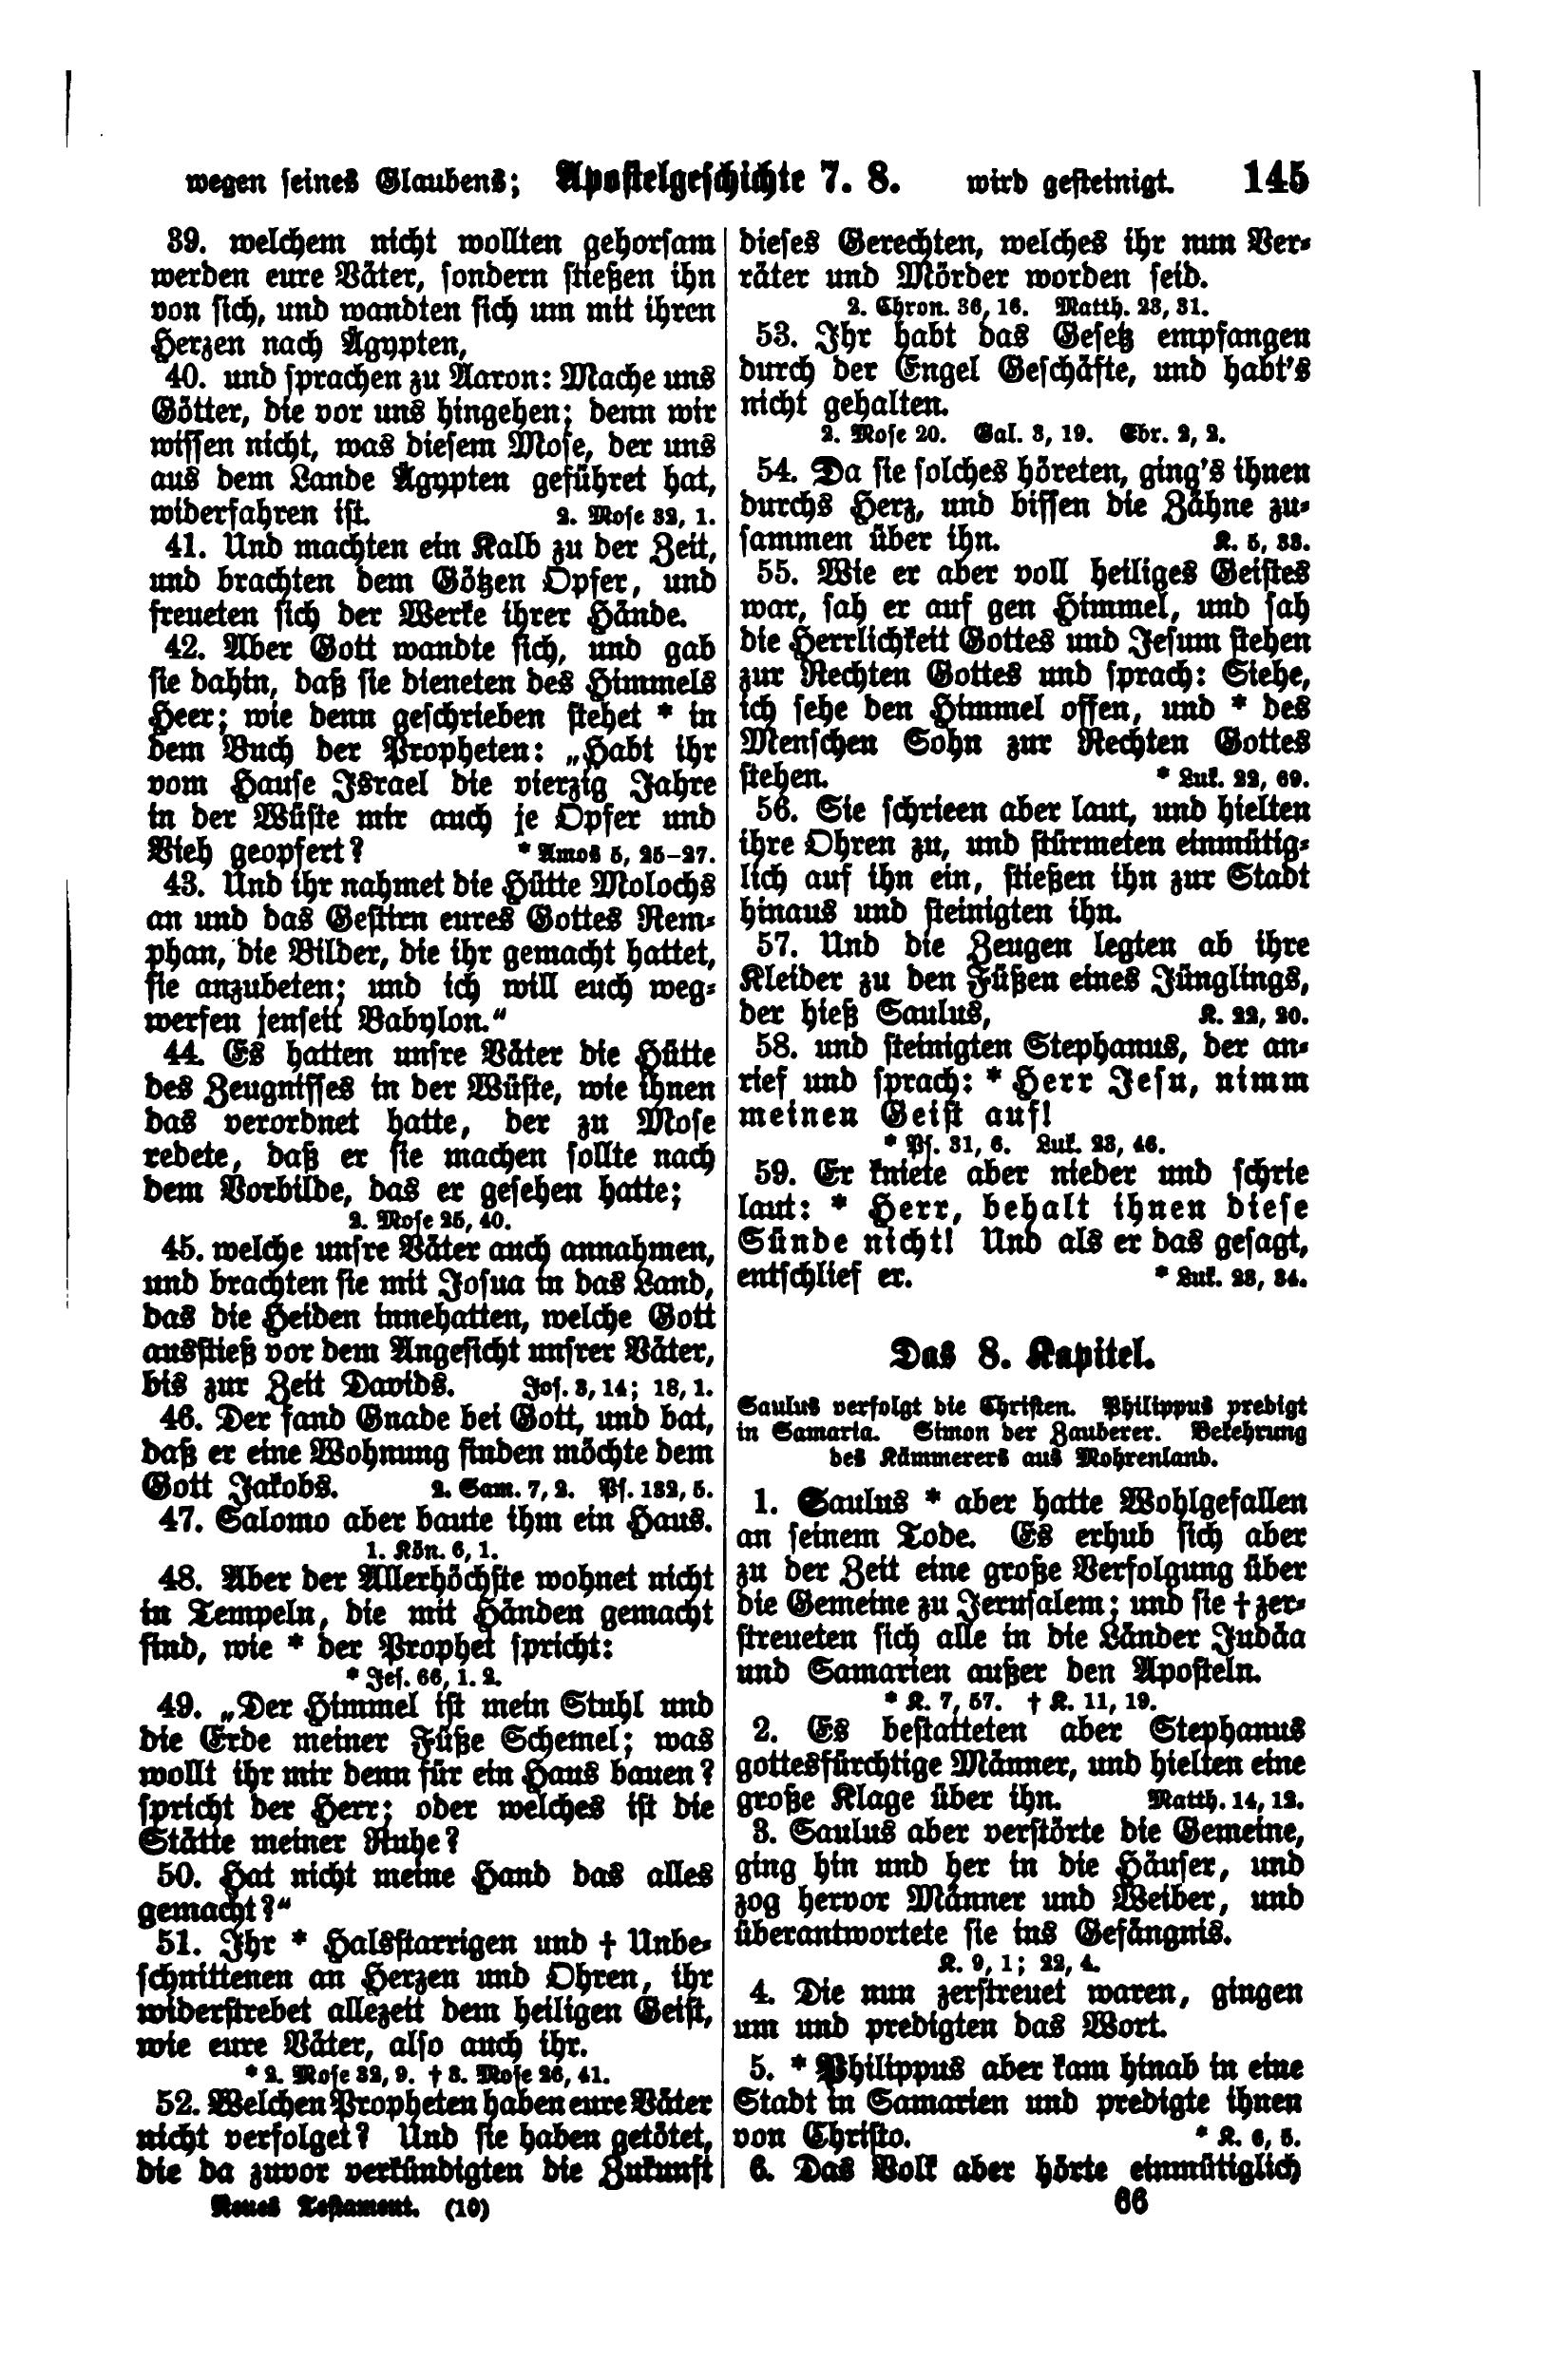 wegen seines Glaubens; Apostelgeschichte 7. 8. wird gesteinigt. 145
39. welchem nicht wollten gehorsam
werden eure Väter, sondern stießen ihn
von sich, und wandten sich um mit ihren
Herzen nach Ägypten,
40. und sprachen zu Aaron: Mache uns
Götter, die vor uns hingehen; denn wir
wissen nicht, was diesem Mose, der uns
aus dem Lande Ägypten geführet hat,
widerfahren ist. 2. Mose 32, 1.
41. Und machten ein Kalb zu der Zeit,
und brachten dem Götzen Opfer, und
freueten sich der Werke ihrer Hände.
42. Aber Gott wandte sich, und gab
sie dahin, daß sie dieneten des Himmels
Heer; wie denn geschrieben stehet * in
dem Buch der Propheten: „Habt ihr
vom Hause Israel die vierzig Jahre
in der Wüste mir auch je Opfer und
Vieh geopfert? * Amos 5, 25-27.
43. Und ihr nahmet die Hütte Molochs
an und das Gestirn eures Gottes Rem-
phan, die Bilder, die ihr gemacht hattet,
sie anzubeten; und ich will euch weg-
werfen jenseit Babylon.“
44. Es hatten unsre Väter die Hütte
des Zeugnisses in der Wüste, wie ihnen
das verordnet hatte, der zu Mose
redete, daß er sie machen sollte nach
dem Vorbilde, das er gesehen hatte;
2. Mose 25, 40.
45. welche unsre Väter auch annahmen,
und brachten sie mit Josua in das Land,
das die Heiden innehatten, welche Gott
ausstieß vor dem Angesicht unsrer Väter,
bis zur Zeit Davids. Jos. 3, 14; 18, 1.
46. Der fand Gnade bei Gott, und bat,
daß er eine Wohnung finden möchte dem
Gott Jakobs. 2. Sam. 7, 2. Ps. 132, 5.
47. Salomo aber baute ihm ein Haus.
1. Kön. 6, 1.
48. Aber der Allerhöchste wohnet nicht
in Tempeln, die mit Händen gemacht
sind, wie * der Prophet spricht:
* Jes. 66, 1. 2.
49. „Der Himmel ist mein Stuhl und
die Erde meiner Füße Schemel; was
wollt ihr mir denn für ein Haus bauen?
spricht der Herr; oder welches ist die
Stätte meiner Ruhe?
50. Hat nicht meine Hand das alles
gemacht?“
51. Ihr * Halsstarrigen und † Unbe-
schnittenen an Herzen und Ohren, ihr
widerstrebet allezeit dem heiligen Geist,
wie eure Väter, also auch ihr.
* 2. Mose 32, 9. † 3. Mose 26, 41.
52. Welchen Propheten haben eure Väter
nicht verfolget? Und sie haben getötet,
die da zuvor verkündigten die Zukunft
Neues Testament. (10)
dieses Gerechten, welches ihr nun Ver-
räter und Mörder worden seid.
2. Chron. 36, 16. Matth. 23, 31.
53. Ihr habt das Gesetz empfangen
durch der Engel Geschäfte, und habt's
nicht gehalten.
2. Mose 20. Gal. 3, 19. Ebr. 2, 2.
54. Da sie solches höreten, ging's ihnen
durchs Herz, und bissen die Zähne zu-
sammen über ihn. K. 5, 33.
55. Wie er aber voll heiliges Geistes
war, sah er auf gen Himmel, und sah
die Herrlichkeit Gottes und Jesum stehen
zur Rechten Gottes und sprach: Siehe,
ich sehe den Himmel offen, und * des
Menschen Sohn zur Rechten Gottes
stehen. * Luk. 22, 69.
56. Sie schrieen aber laut, und hielten
ihre Ohren zu, und stürmeten einmütig-
lich auf ihn ein, stießen ihn zur Stadt
hinaus und steinigten ihn.
57. Und die Zeugen legten ab ihre
Kleider zu den Füßen eines Jünglings,
der hieß Saulus, K. 22, 20.
58. und steinigten Stephanus, der an-
rief und sprach: * Herr Jesu, nimm
meinen Geist auf!
* Ps. 31, 6. Luk. 23, 46.
59. Er kniete aber nieder und schrie
laut: * Herr, behalt ihnen diese
Sünde nicht! Und als er das gesagt,
entschlief er. * Luk. 23, 34.
Das 8. Kapitel.
Saulus verfolgt die Christen. Philippus predigt
in Samaria. Simon der Zauberer. Bekehrung
des Kämmerers aus Mohrenland.
1. Saulus * aber hatte Wohlgefallen
an seinem Tode. Es erhub sich aber
zu der Zeit eine große Verfolgung über
die Gemeine zu Jerusalem; und sie † zer-
streueten sich alle in die Länder Judäa
und Samarien außer den Aposteln.
* K. 7, 57. † K. 11, 19.
2. Es bestatteten aber Stephanus
gottesfürchtige Männer, und hielten eine
große Klage über ihn. Matth. 14, 12.
3. Saulus aber verstörte die Gemeine,
ging hin und her in die Häuser, und
zog hervor Männer und Weiber, und
überantwortete sie ins Gefängnis.
K. 9, 1; 22, 4.
4. Die nun zerstreuet waren, gingen
um und predigten das Wort.
5. * Philippus aber kam hinab in eine
Stadt in Samarien und predigte ihnen
von Christo. * K. 6, 5.
6. Das Volk aber hörte einmütiglich
66